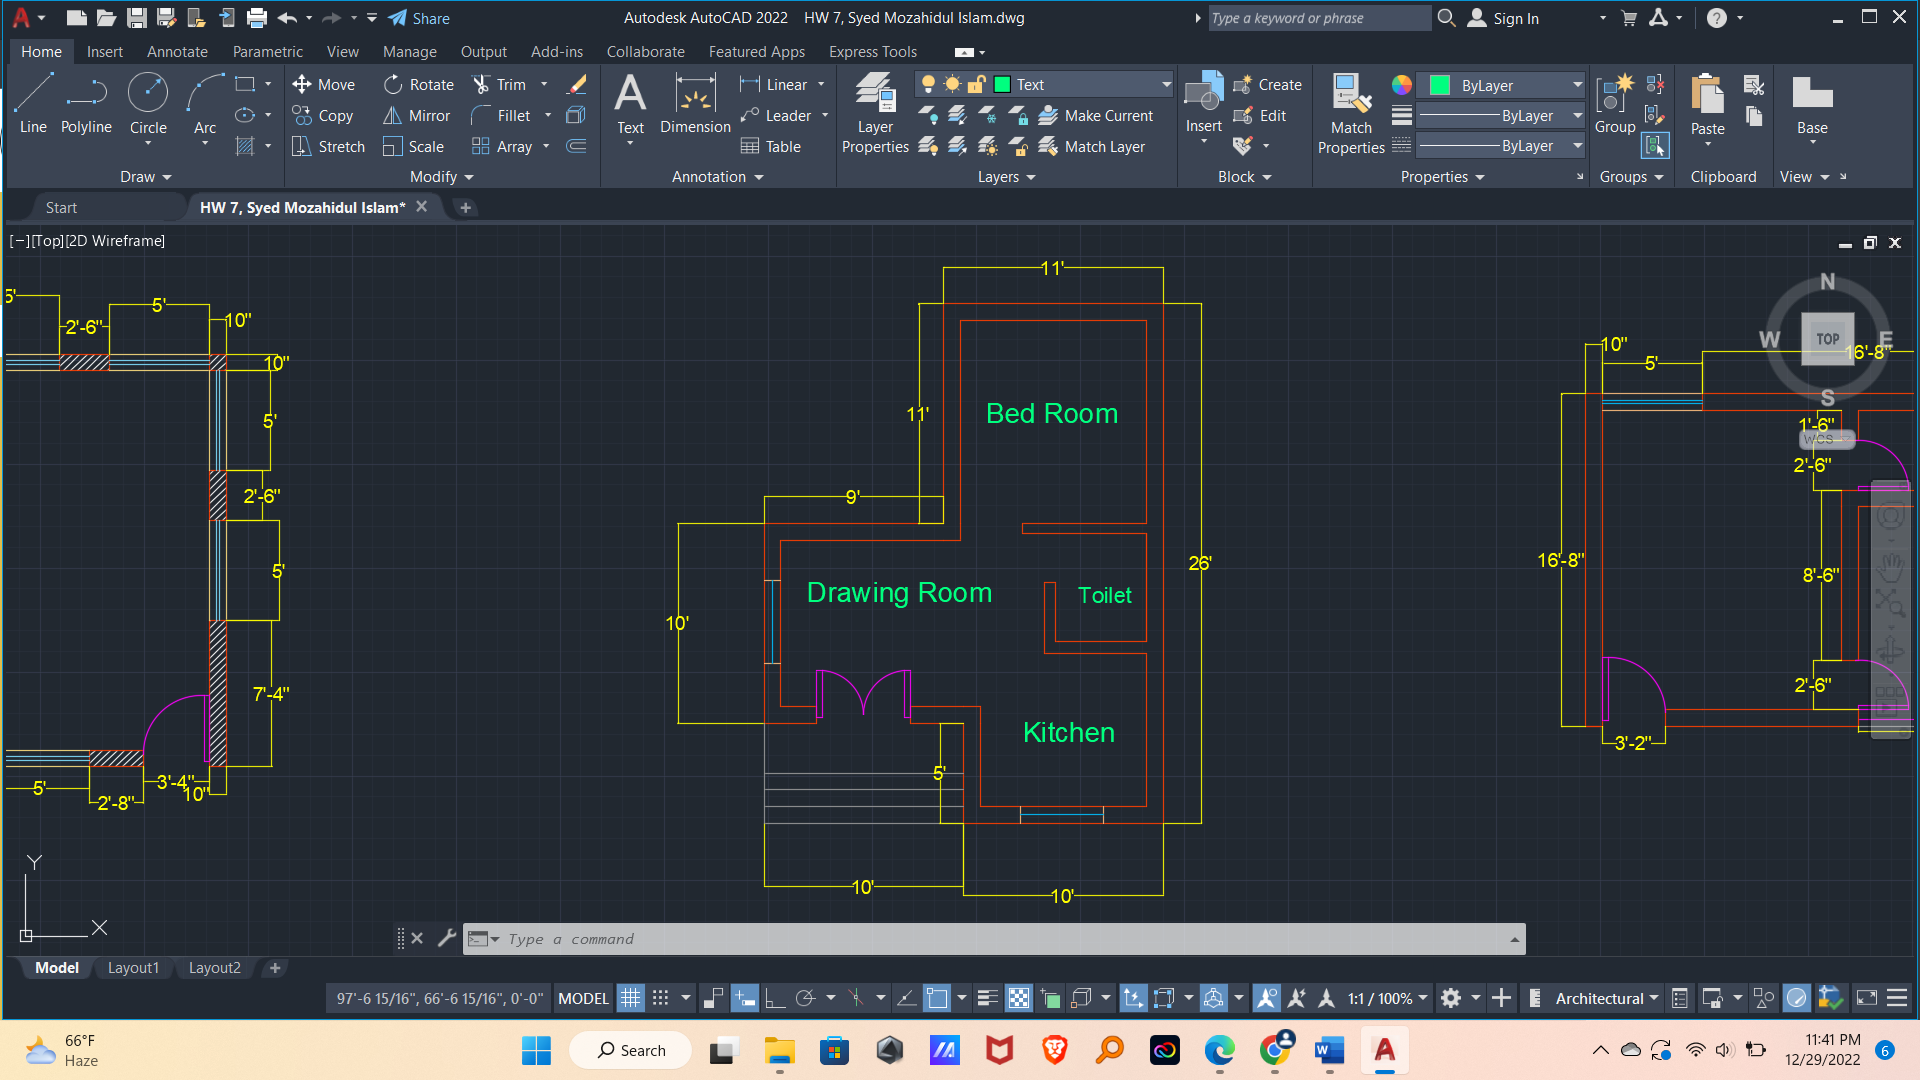 Share
Autodesk AutoCAD 2022 HW 7, Syed Mozahidul Islam.dwg
Type a keyword or phrase
Sign In
Home Insert Annotate Parametric View Manage Output Add-ins Collaborate Featured Apps Express Tools
Line Polyline Circle Arc
Move Rotate Trim
Copy Mirror Fillet
Stretch Scale Array
Text Dimension
Linear
Leader
Table
Layer Properties
Text
Make Current
Match Layer
Insert
Create
Edit
Match Properties
ByLayer
ByLayer
ByLayer
Group
Paste
Base
Draw Modify Annotation Layers Block Properties Groups Clipboard View
Start HW 7, Syed Mozahidul Islam*
[−][Top][2D Wireframe]
5'
2'-6"
5'
10"
10"
5'
2'-6"
5'
7'-4"
5'
2'-8"
3'-4"
10"
11'
11'
9'
10'
26'
5'
10'
10'
Bed Room
Drawing Room
Toilet
Kitchen
10"
5'
16'-8"
1'-6"
2'-6"
16'-8"
8'-6"
2'-6"
3'-2"
N
W TOP E
S
WCS
Y
X
Type a command
Model Layout1 Layout2
97'-6 15/16", 66'-6 15/16", 0'-0" MODEL 1:1 / 100% Architectural
66°F
Haze
Search
11:41 PM
12/29/2022
6